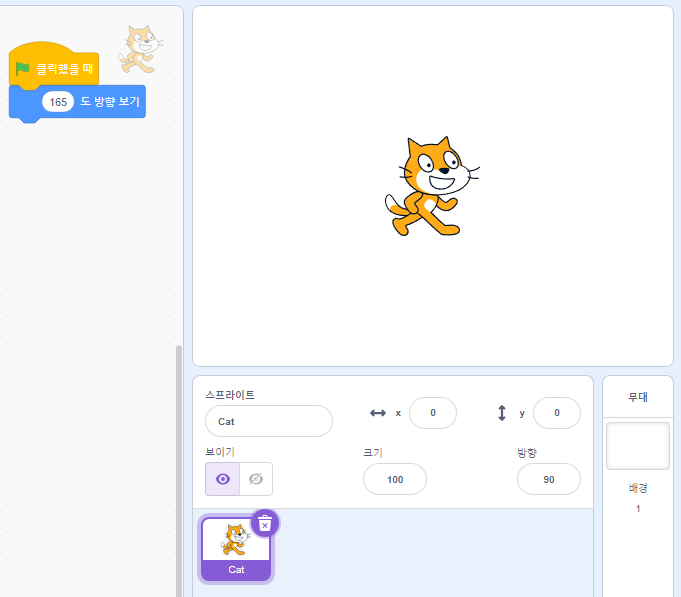 클릭했을 때
165 도 방향 보기
스프라이트
Cat
x 0
y 0
보이기
크기
100
방향
90
Cat
무대
배경
1